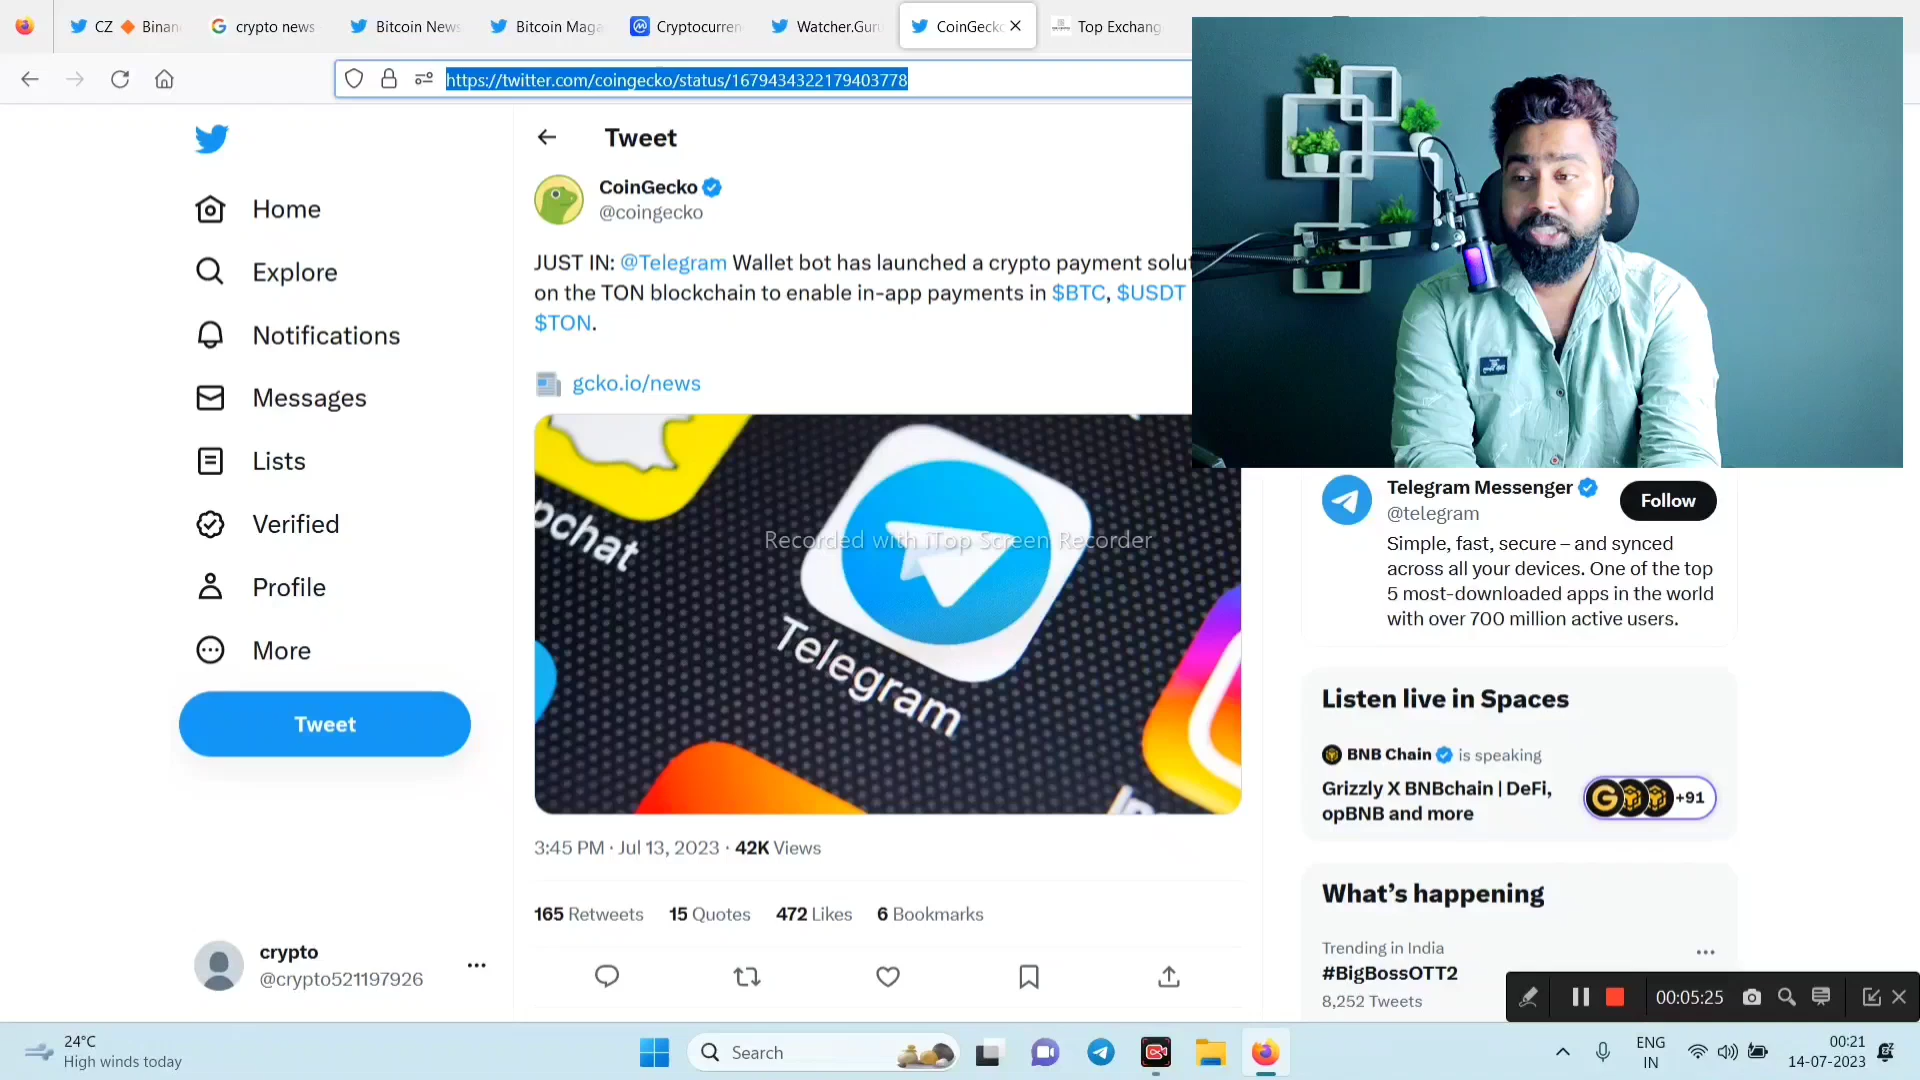 CZ 🔶 Binan
crypto news
Bitcoin News
Bitcoin Maga
Cryptocurren
Watcher.Guru
CoinGecko
Top Exchang
https://twitter.com/coingecko/status/1679434322179403778
Home
Explore
Notifications
Messages
Lists
Verified
Profile
More
Tweet
crypto
@crypto521197926
Tweet
CoinGecko
@coingecko
JUST IN: @Telegram Wallet bot has launched a crypto payment solut
on the TON blockchain to enable in-app payments in $BTC, $USDT
$TON.
gcko.io/news
pchat
Telegram
In
Recorded with iTop Screen Recorder
3:45 PM · Jul 13, 2023 · 42K Views
165 Retweets 15 Quotes 472 Likes 6 Bookmarks
Telegram Messenger
@telegram
Follow
Simple, fast, secure – and synced
across all your devices. One of the top
5 most-downloaded apps in the world
with over 700 million active users.
Listen live in Spaces
BNB Chain is speaking
Grizzly X BNBchain | DeFi,
opBNB and more
+91
What's happening
Trending in India
#BigBossOTT2
8,252 Tweets
00:05:25
24°C
High winds today
Search
ENG
IN
00:21
14-07-2023